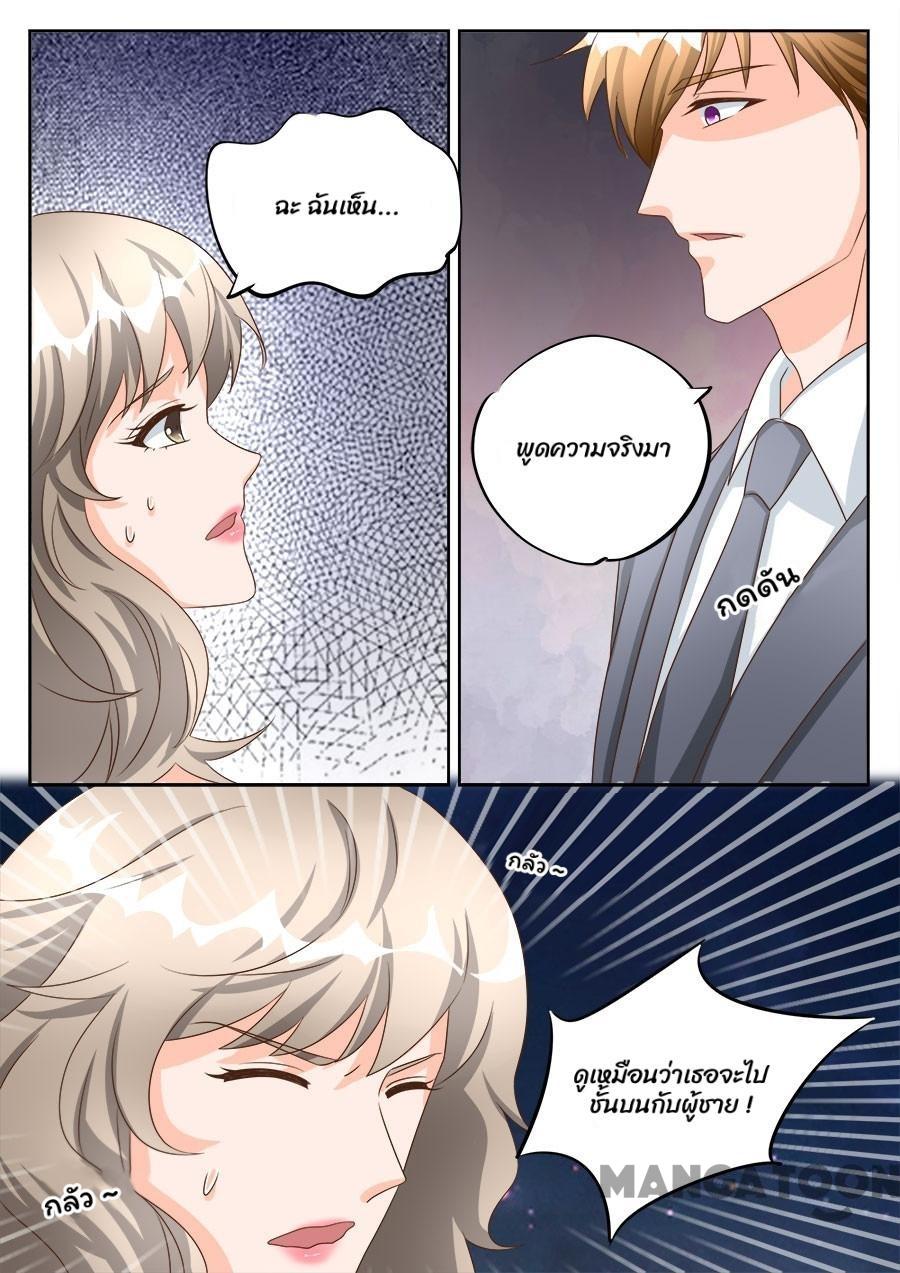 ฉะ ฉันเห็น...
พูดความจริงมา
กดดัน
กลัว ~
ดูเหมือนว่าเธอจะไป
ชั้นบนกับผู้ชาย !
MANGATOON
กลัว ~